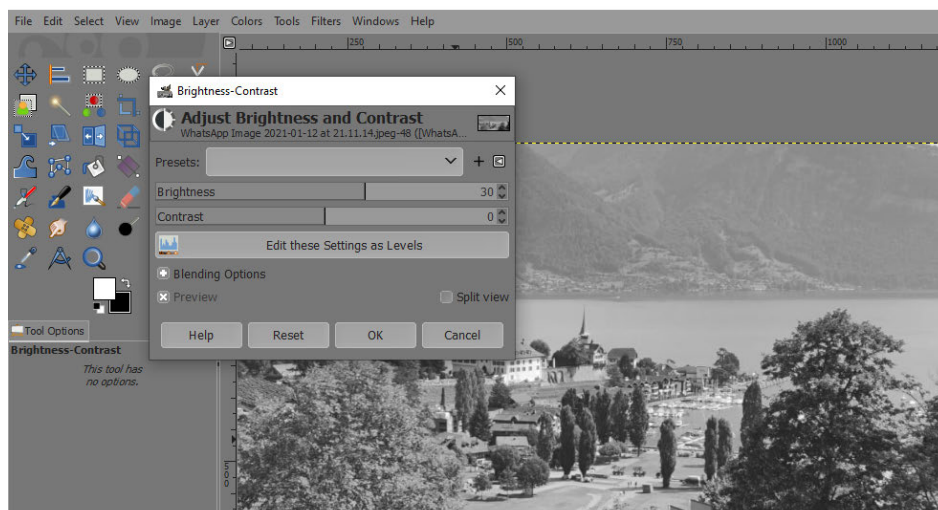 File Edit Select View Image Layer Colors Tools Filters Windows Help
250 500 750 1000
Brightness-Contrast
Adjust Brightness and Contrast
WhatsApp Image 2021-01-12 at 21.11.14.jpeg-48 ([WhatsA...
Presets:
Brightness 30
Contrast 0
Edit these Settings as Levels
Blending Options
Preview Split view
Help Reset OK Cancel
Tool Options
Brightness-Contrast
This tool has
no options.
500